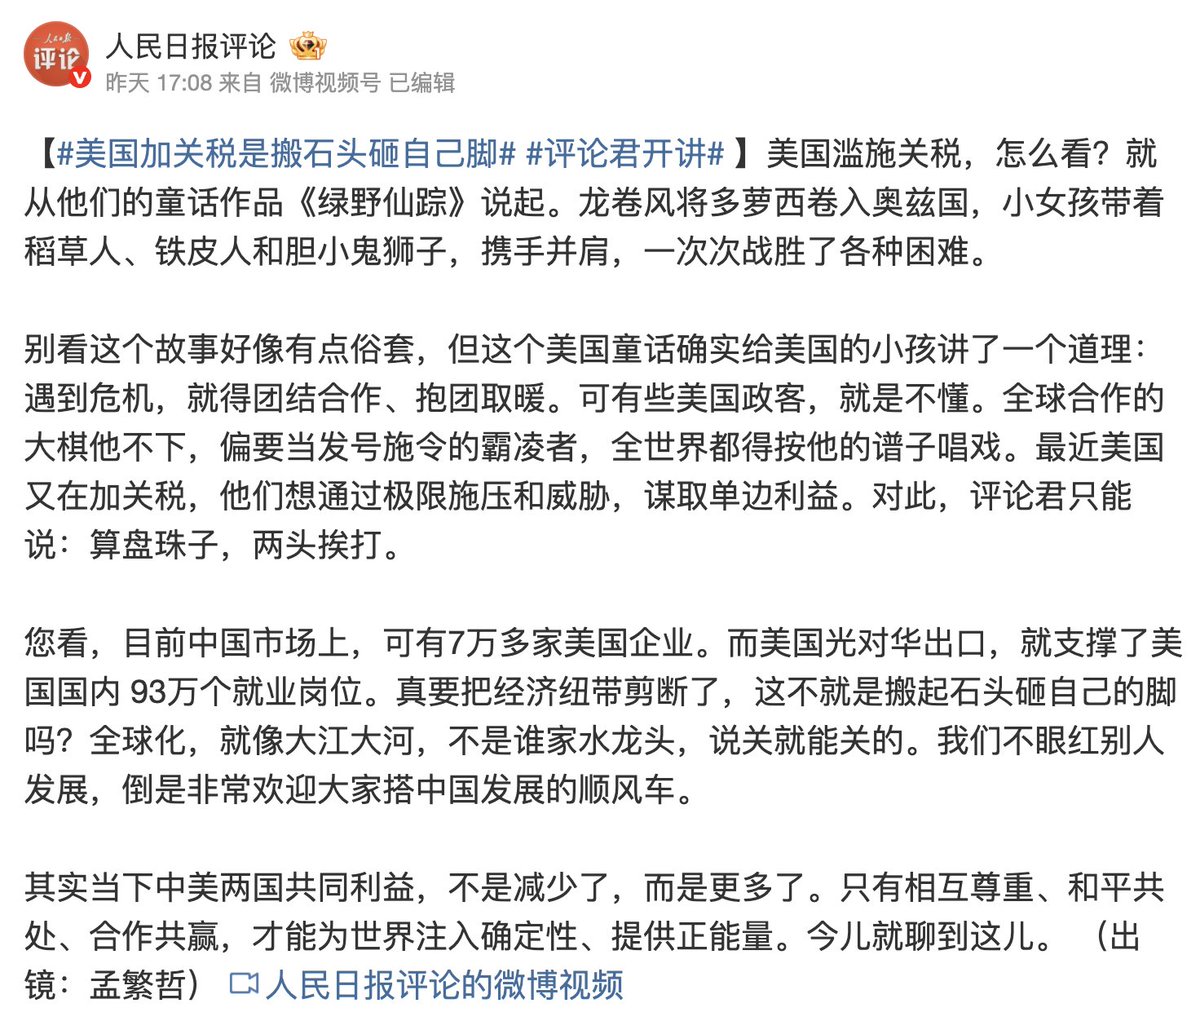 人民日报
评论
人民日报评论
昨天 17:08 来自 微博视频号 已编辑
【#美国加关税是搬石头砸自己脚# #评论君开讲# 】美国滥施关税，怎么看？就
从他们的童话作品《绿野仙踪》说起。龙卷风将多萝西卷入奥兹国，小女孩带着
稻草人、铁皮人和胆小鬼狮子，携手并肩，一次次战胜了各种困难。
别看这个故事好像有点俗套，但这个美国童话确实给美国的小孩讲了一个道理：
遇到危机，就得团结合作、抱团取暖。可有些美国政客，就是不懂。全球合作的
大棋他不下，偏要当发号施令的霸凌者，全世界都得按他的谱子唱戏。最近美国
又在加关税，他们想通过极限施压和威胁，谋取单边利益。对此，评论君只能
说：算盘珠子，两头挨打。
您看，目前中国市场上，可有7万多家美国企业。而美国光对华出口，就支撑了美
国国内 93万个就业岗位。真要把经济纽带剪断了，这不就是搬起石头砸自己的脚
吗？全球化，就像大江大河，不是谁家水龙头，说关就能关的。我们不眼红别人
发展，倒是非常欢迎大家搭中国发展的顺风车。
其实当下中美两国共同利益，不是减少了，而是更多了。只有相互尊重、和平共
处、合作共赢，才能为世界注入确定性、提供正能量。今儿就聊到这儿。 （出
镜：孟繁哲） 人民日报评论的微博视频